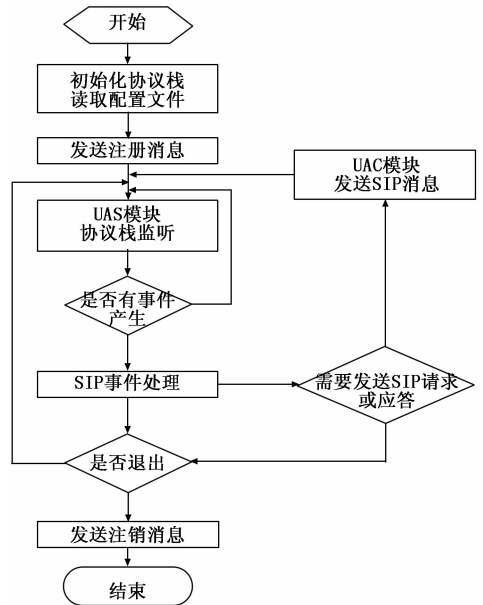 开始
初始化协议栈
读取配置文件
发送注册消息
UAC模块
发送SIP消息
UAS模块
协议栈监听
是否有事件
产生
SIP事件处理
需要发送SIP请求
或应答
是否退出
发送注销消息
结束